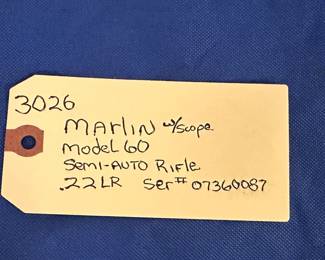 3026
MARLIN w/scope
Model 60
Semi-AUTO Rifle
.22LR Ser# 07360087